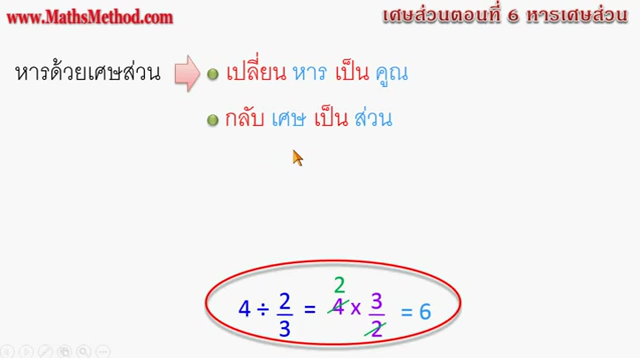 www.MathsMethod.com
เศษส่วนตอนที่ 6 หารเศษส่วน
หารด้วยเศษส่วน
เปลี่ยน หาร เป็น คูณ
กลับ เศษ เป็น ส่วน
2
4 ÷ 2/3 = 4 x 3/2 = 6